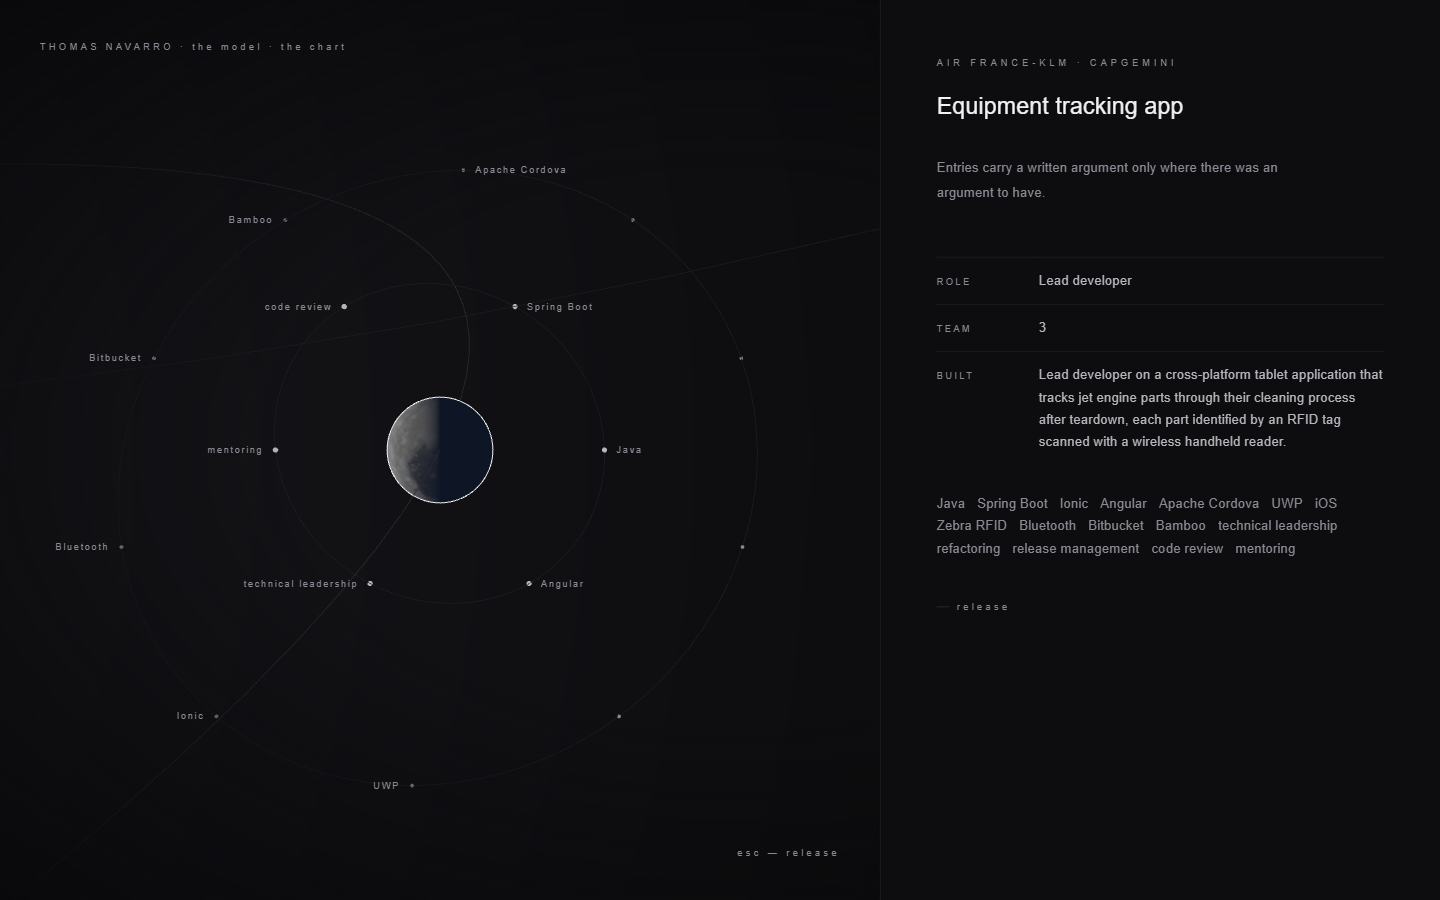 THOMAS NAVARRO · the model · the chart
Apache Cordova
Bamboo
code review
Spring Boot
Bitbucket
mentoring
Java
Bluetooth
technical leadership
Angular
Ionic
UWP
esc — release
AIR FRANCE-KLM · CAPGEMINI
Equipment tracking app
Entries carry a written argument only where there was an
argument to have.
ROLE Lead developer
TEAM 3
BUILT Lead developer on a cross-platform tablet application that
tracks jet engine parts through their cleaning process
after teardown, each part identified by an RFID tag
scanned with a wireless handheld reader.
Java Spring Boot Ionic Angular Apache Cordova UWP iOS
Zebra RFID Bluetooth Bitbucket Bamboo technical leadership
refactoring release management code review mentoring
— release